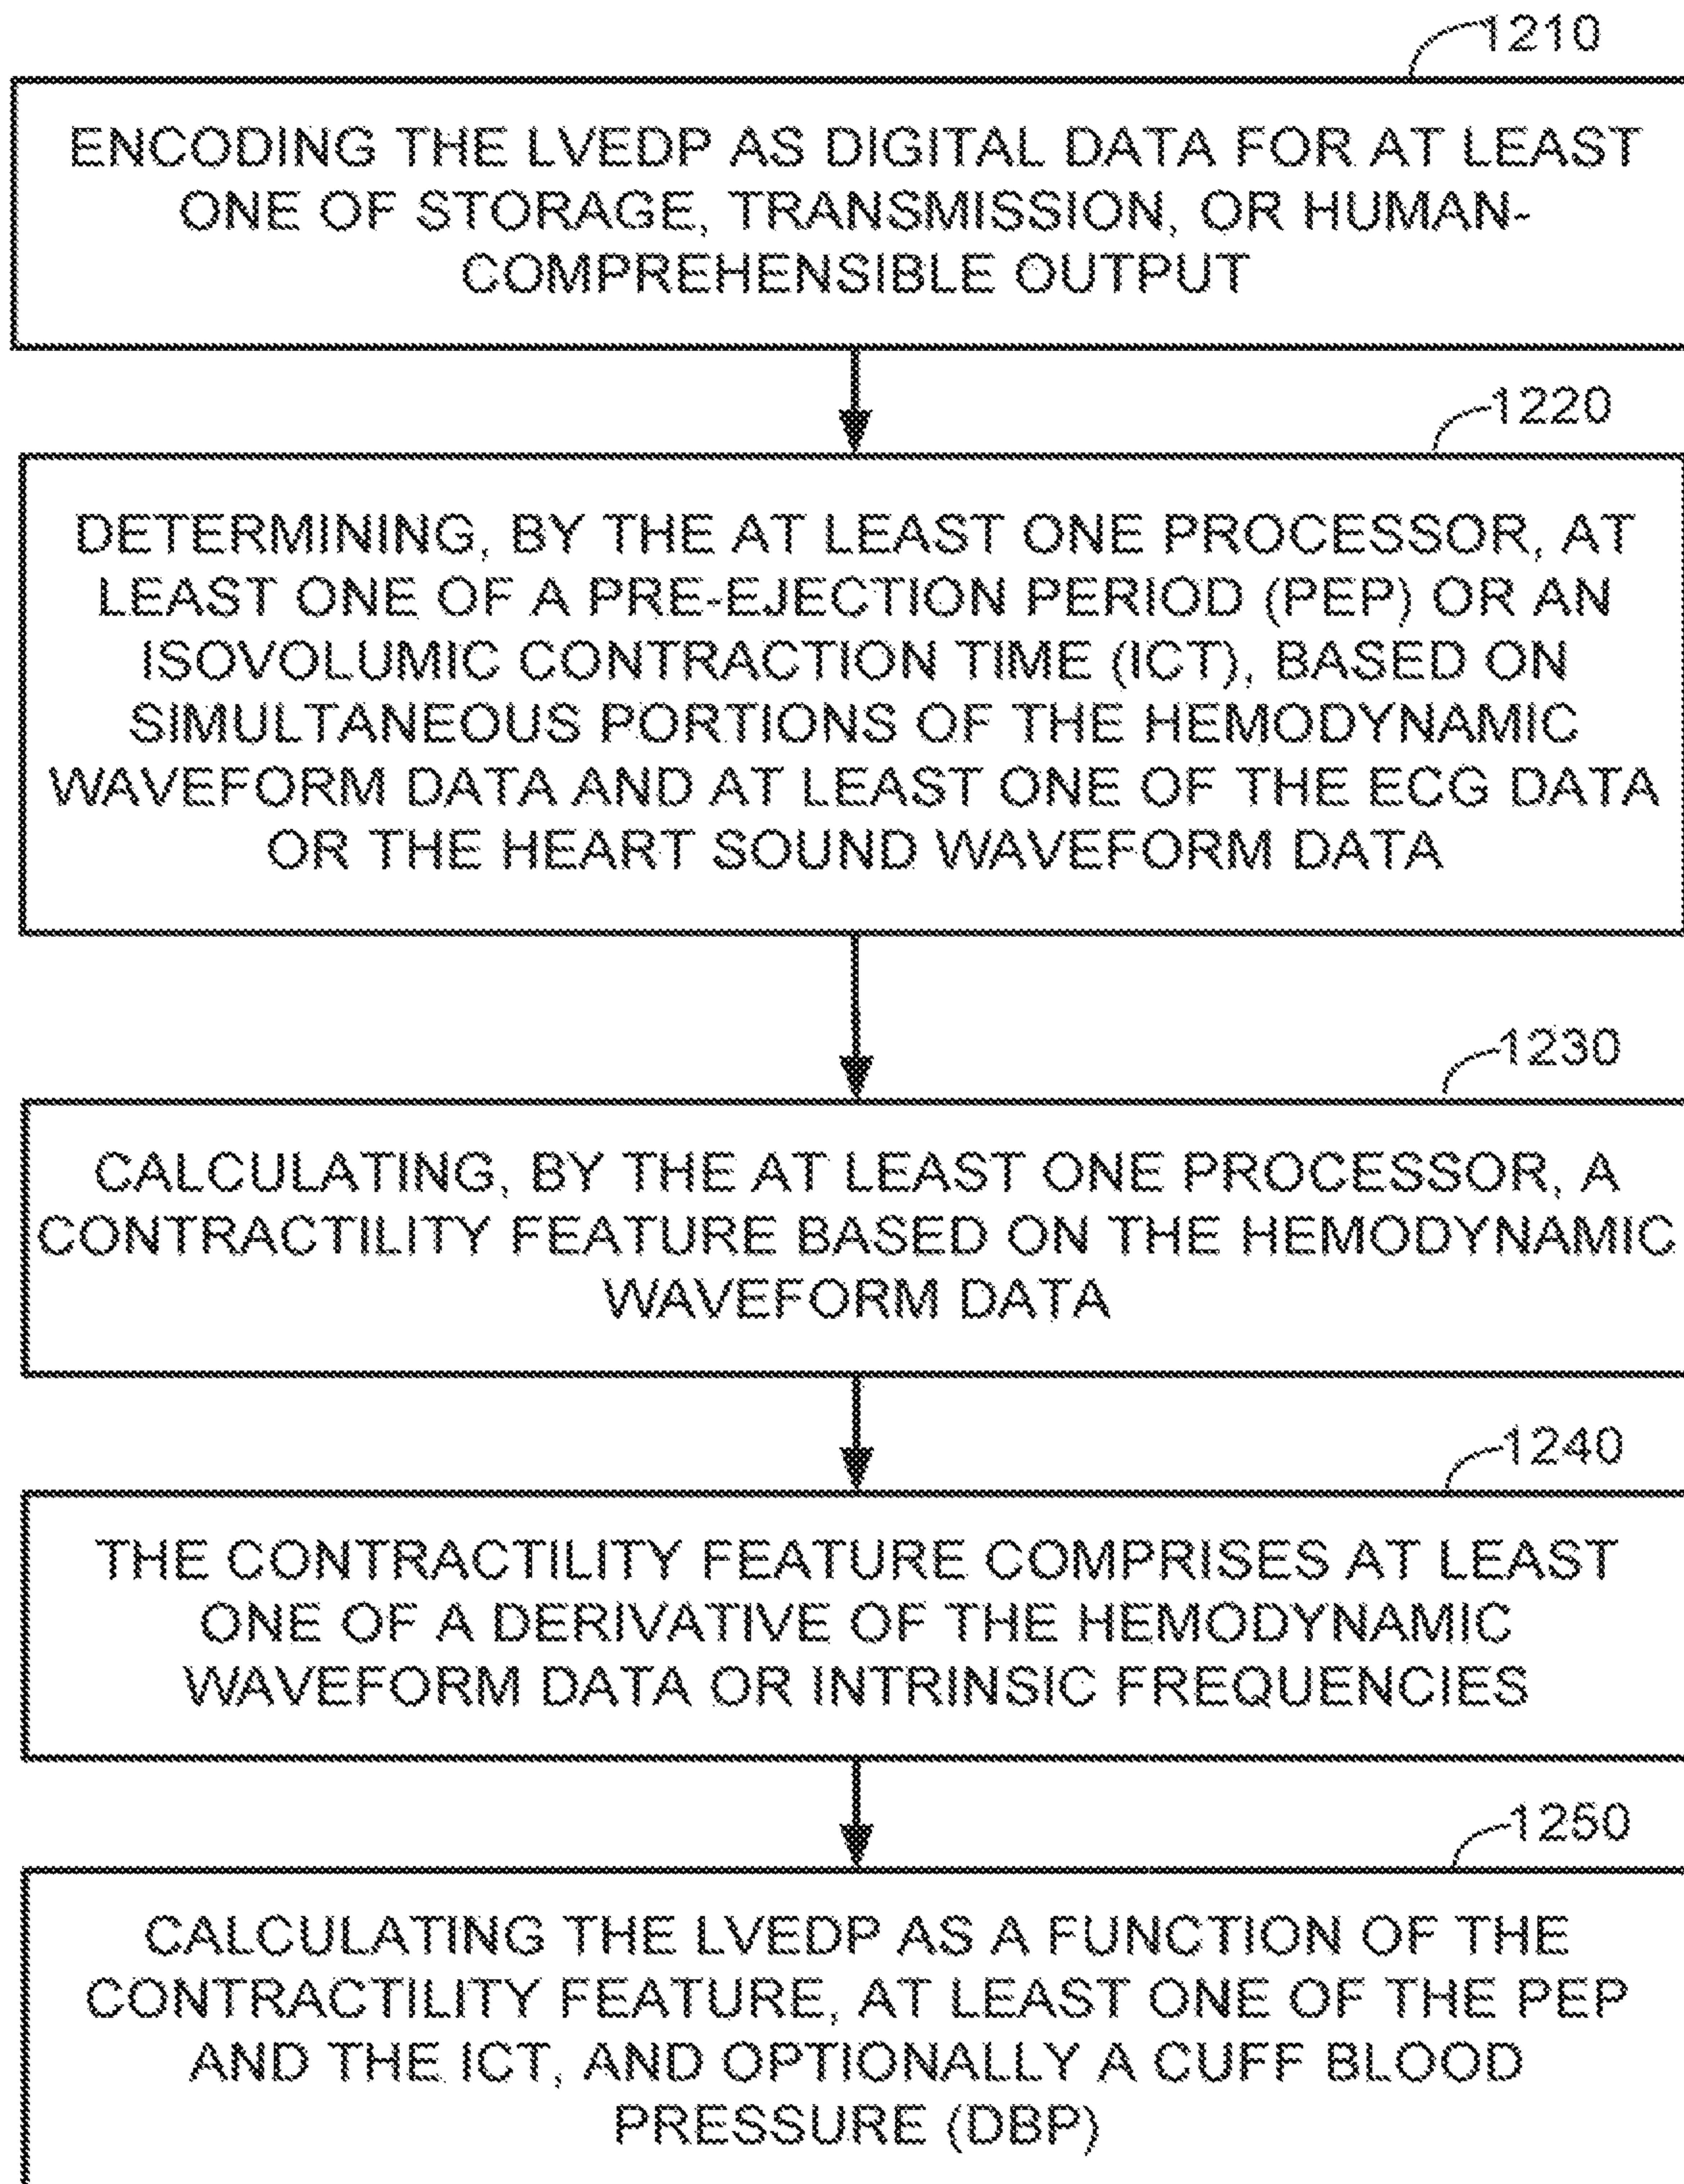 1210
ENCODING THE LVEDP AS DIGITAL DATA FOR AT LEAST
ONE OF STORAGE, TRANSMISSION, OR HUMAN-
COMPREHENSIBLE OUTPUT
1220
DETERMINING, BY THE AT LEAST ONE PROCESSOR, AT
LEAST ONE OF A PRE-EJECTION PERIOD (PEP) OR AN
ISOVOLUMIC CONTRACTION TIME (ICT), BASED ON
SIMULTANEOUS PORTIONS OF THE HEMODYNAMIC
WAVEFORM DATA AND AT LEAST ONE OF THE ECG DATA
OR THE HEART SOUND WAVEFORM DATA
1230
CALCULATING, BY THE AT LEAST ONE PROCESSOR, A
CONTRACTILITY FEATURE BASED ON THE HEMODYNAMIC
WAVEFORM DATA
1240
THE CONTRACTILITY FEATURE COMPRISES AT LEAST
ONE OF A DERIVATIVE OF THE HEMODYNAMIC
WAVEFORM DATA OR INTRINSIC FREQUENCIES
1250
CALCULATING THE LVEDP AS A FUNCTION OF THE
CONTRACTILITY FEATURE, AT LEAST ONE OF THE PEP
AND THE ICT, AND OPTIONALLY A CUFF BLOOD
PRESSURE (DBP)